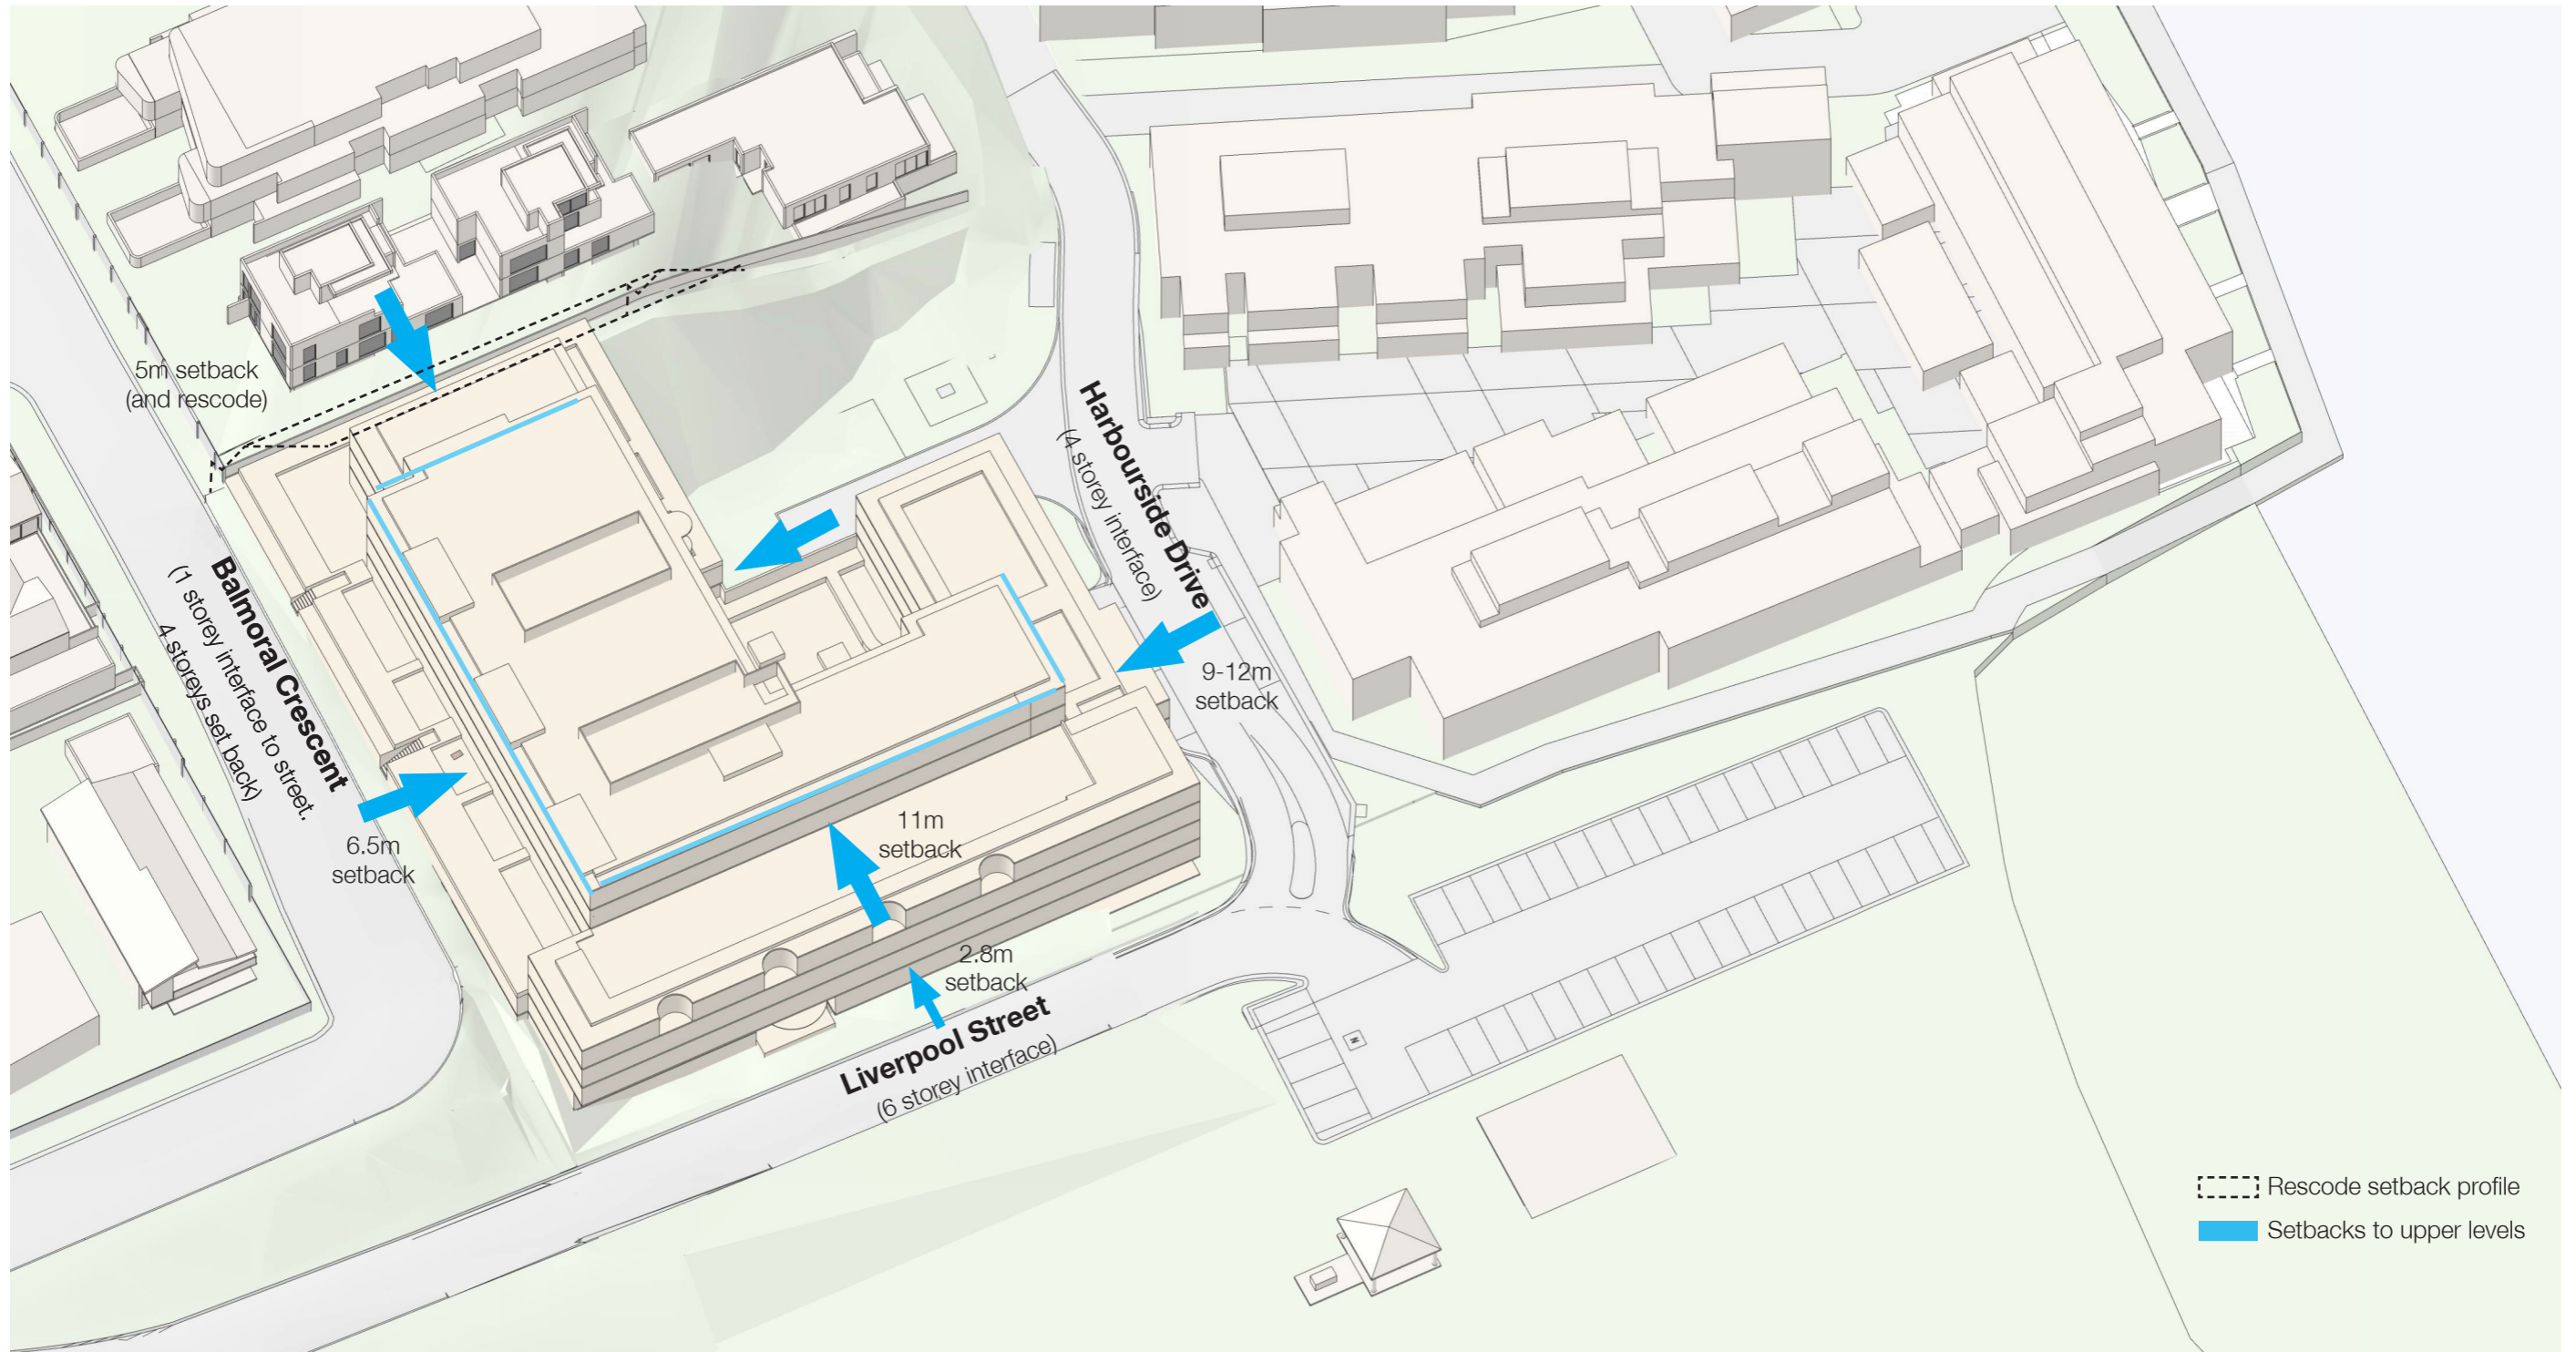 5m setback
(and rescode)
Harbourside Drive
(4 storey interface)
Balmoral Crescent
(1 storey interface to street.
4 storeys set back)
9-12m
setback
6.5m
setback
11m
setback
2.8m
setback
Liverpool Street
(6 storey interface)
Rescode setback profile
Setbacks to upper levels